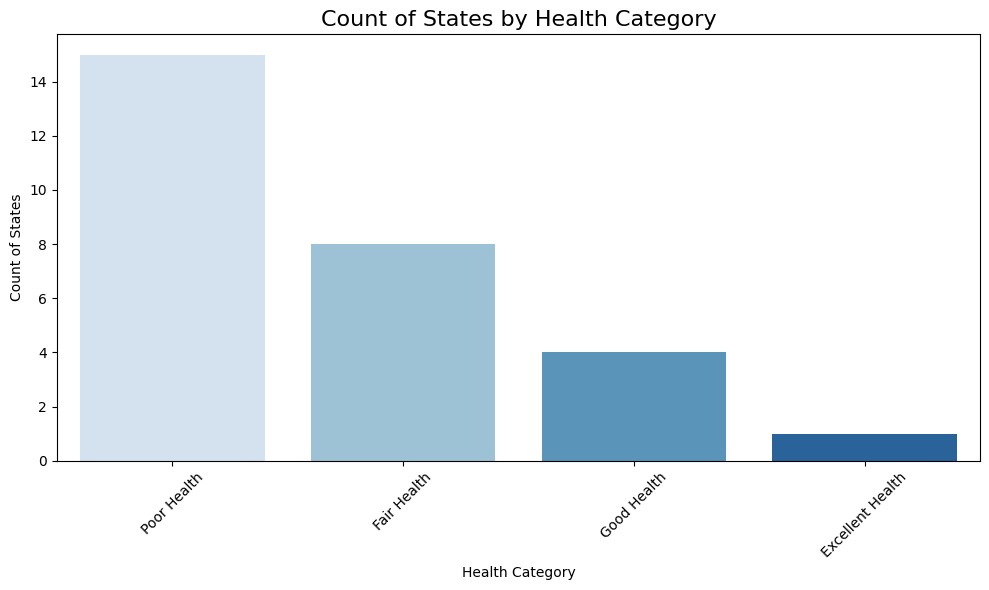 Count of States by Health Category
Count of States
14
12
10
8
6
4
2
0
Poor Health
Fair Health
Good Health
Excellent Health
Health Category